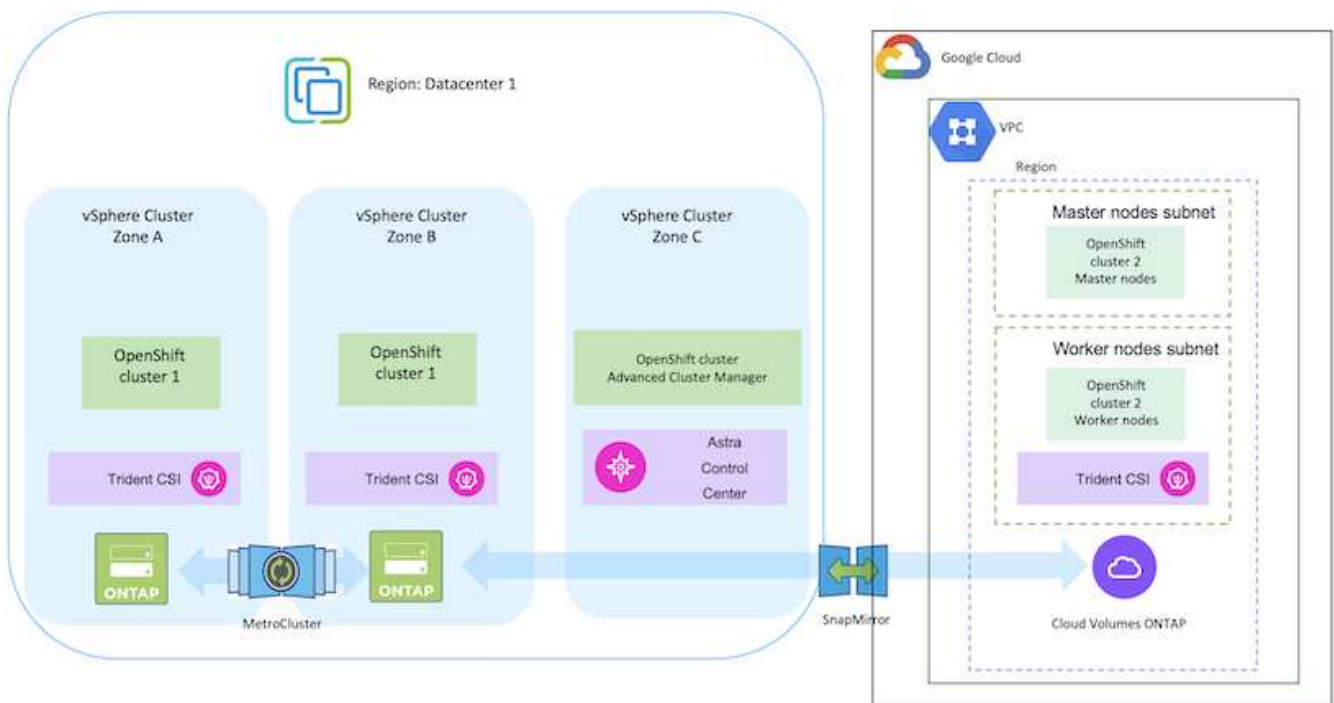 Region: Datacenter 1
vSphere Cluster
Zone A
OpenShift
cluster 1
Trident CSI
ONTAP
MetroCluster
vSphere Cluster
Zone B
OpenShift
cluster 1
Trident CSI
ONTAP
vSphere Cluster
Zone C
OpenShift cluster
Advanced Cluster Manager
Astra
Control
Center
SnapMirror
Google Cloud
VPC
Region
Master nodes subnet
OpenShift
cluster 2
Master nodes
Worker nodes subnet
OpenShift
cluster 2
Worker nodes
Trident CSI
Cloud Volumes ONTAP